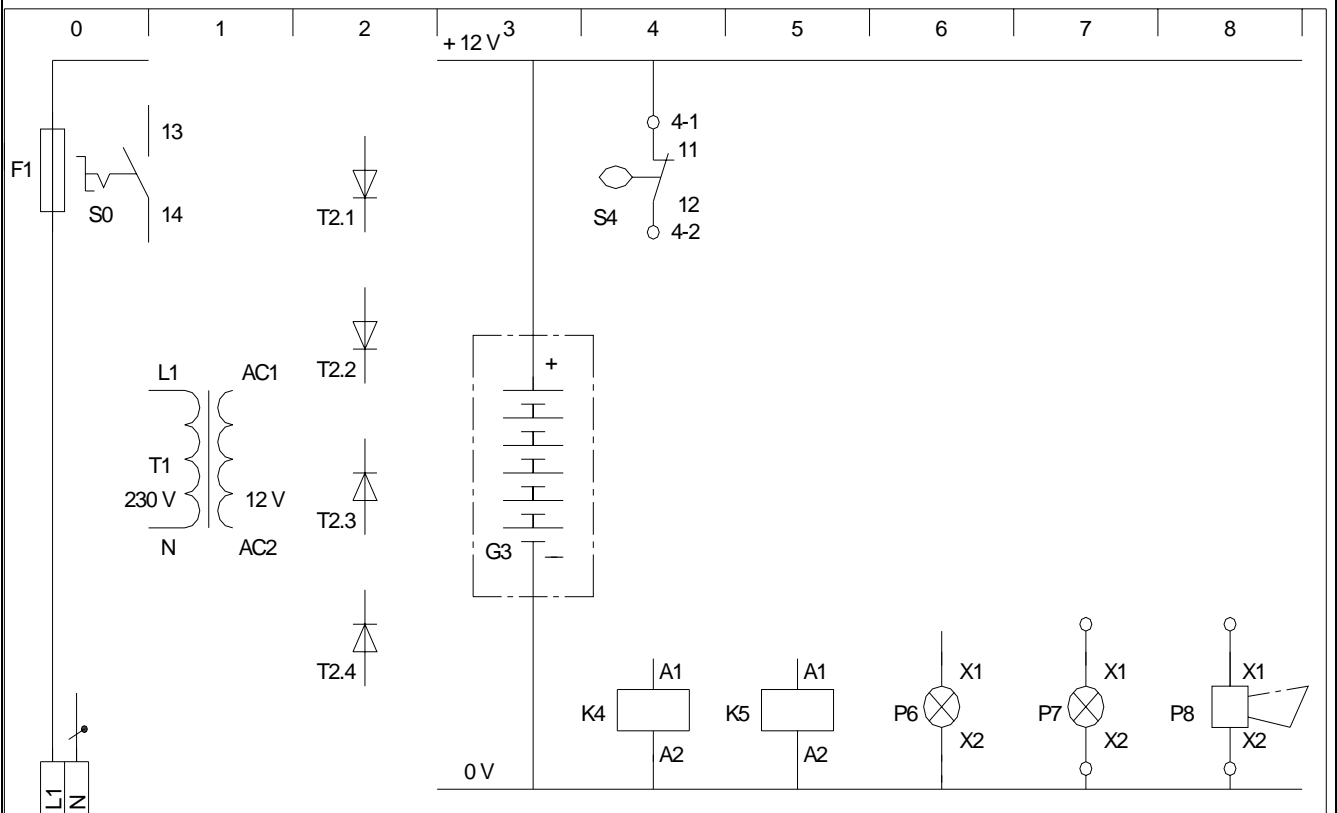 0 1 2 3 4 5 6 7 8
+ 12 V
4-1
13
11
F1
12
S0
14
T2.1
S4
4-2
+
L1
AC1
T2.2
T1
230 V
12 V
T2.3
N
AC2
G3
—
T2.4
A1
A1
X1
X1
X1
K4
K5
P6
P7
P8
A2
A2
X2
X2
X2
0 V
L1
N